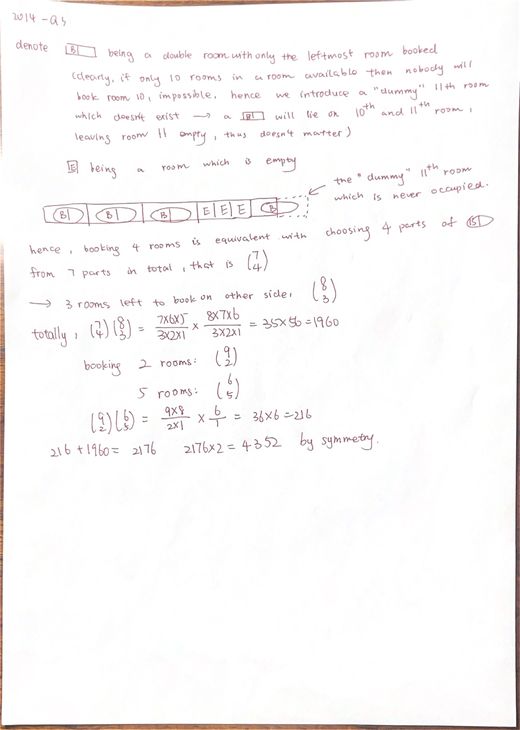 2014 - Q5
denote [B| ] being a double room with only the leftmost room booked
(clearly, if only 10 rooms in a room available then nobody will
book room 10, impossible. hence we introduce a "dummy" 11th room
which doesn't exist → a [B| ] will lie on 10th and 11th room,
leaving room 11 empty, thus doesn't matter)
[E] being a room which is empty
the "dummy" 11th room
which is never occupied.
B B B E E E B
hence, booking 4 rooms is equivalent with choosing 4 parts of (B| )
from 7 parts in total, that is (7 4)
→ 3 rooms left to book on other side, (8 3)
totally, (7 4)(8 3) = 7×6×5/3×2×1 × 8×7×6/3×2×1 = 35×56 = 1960
booking 2 rooms: (9 2)
5 rooms: (6 5)
(9 2)(6 5) = 9×8/2×1 × 6/1 = 36×6 = 216
216 + 1960 = 2176 2176×2 = 4352 by symmetry.